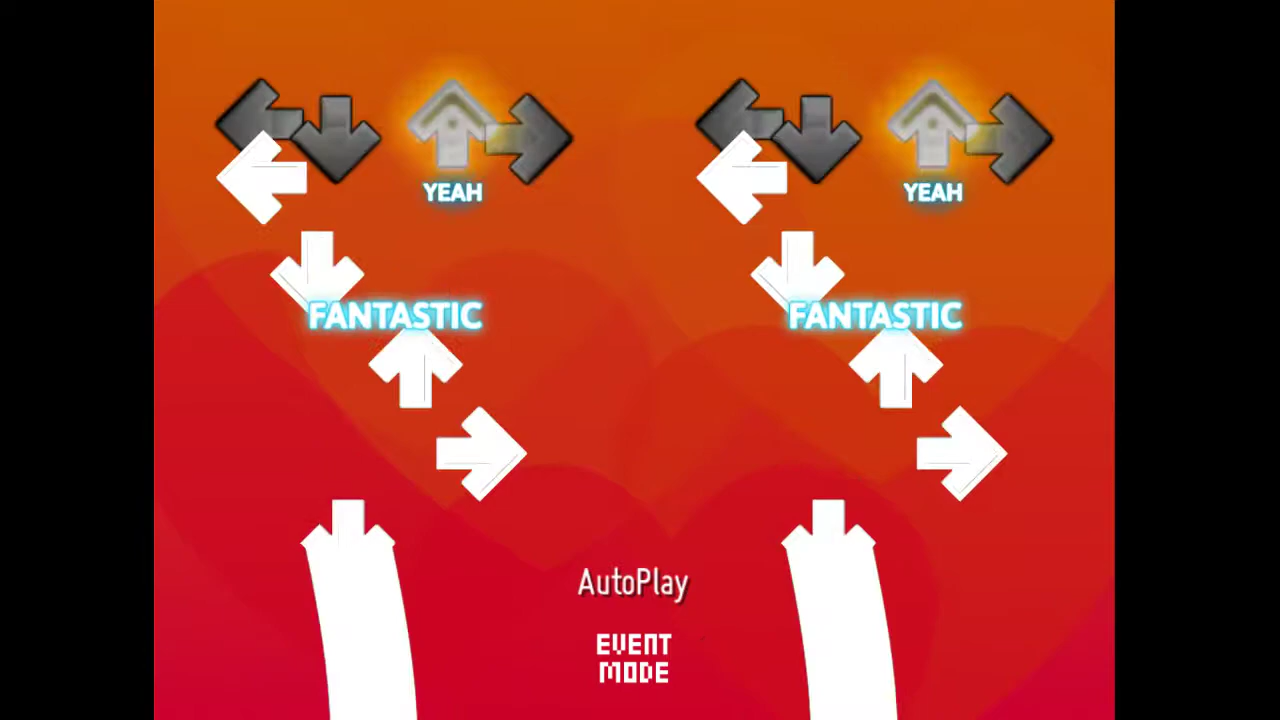 YEAH
YEAH
FANTASTIC
FANTASTIC
AutoPlay
EVENT
MODE